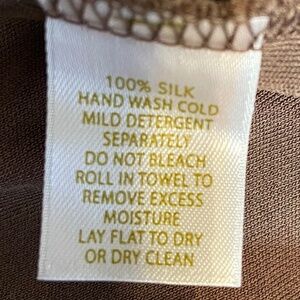 100% SILK
HAND WASH COLD
MILD DETERGENT
SEPARATELY
DO NOT BLEACH
ROLL IN TOWEL TO
REMOVE EXCESS
MOISTURE
LAY FLAT TO DRY
OR DRY CLEAN